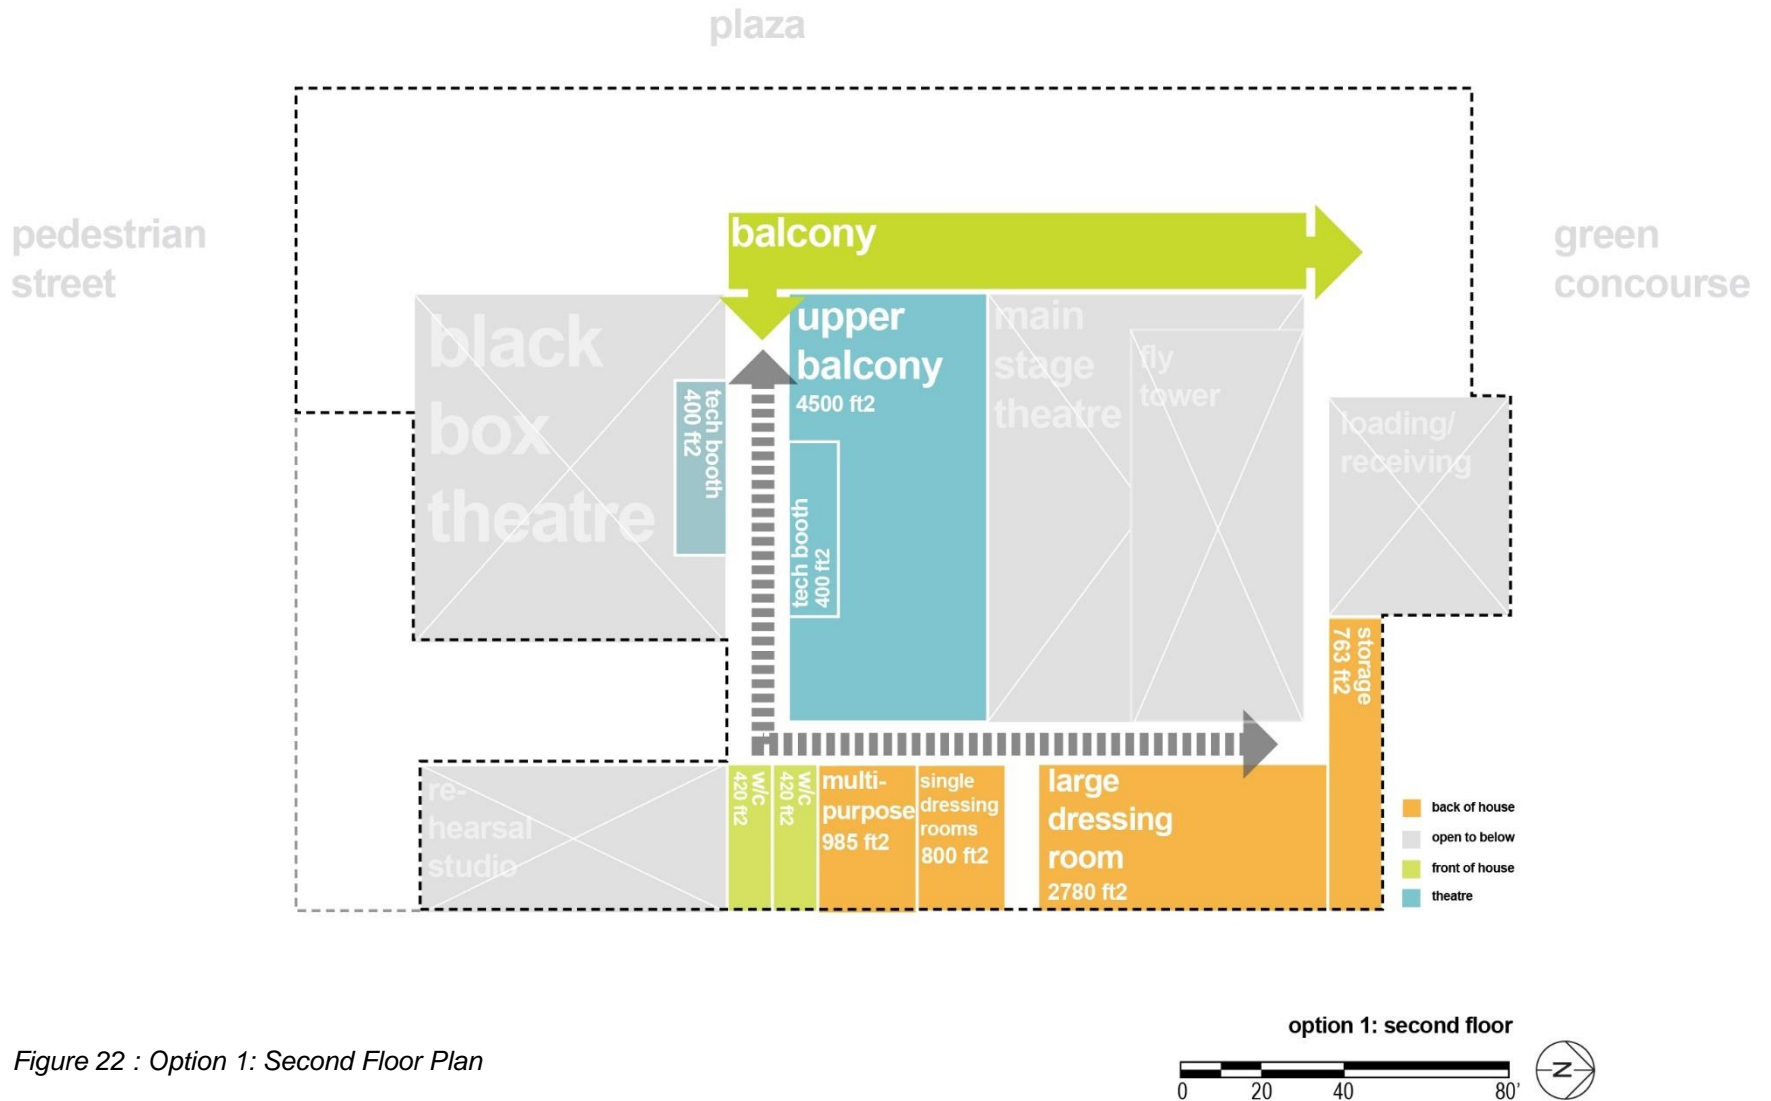 plaza
pedestrian
street
green
concourse
balcony
black
box
theatre
tech booth
400 ft2
upper
balcony
4500 ft2
tech booth
400 ft2
main
stage
theatre
fly
tower
loading/
receiving
storage
763 ft2
re-
hearsal
studio
w/c
420 ft2
w/c
420 ft2
multi-
purpose
985 ft2
single
dressing
rooms
800 ft2
large
dressing
room
2780 ft2
back of house
open to below
front of house
theatre
option 1: second floor
0 20 40 80'
N
Figure 22 : Option 1: Second Floor Plan